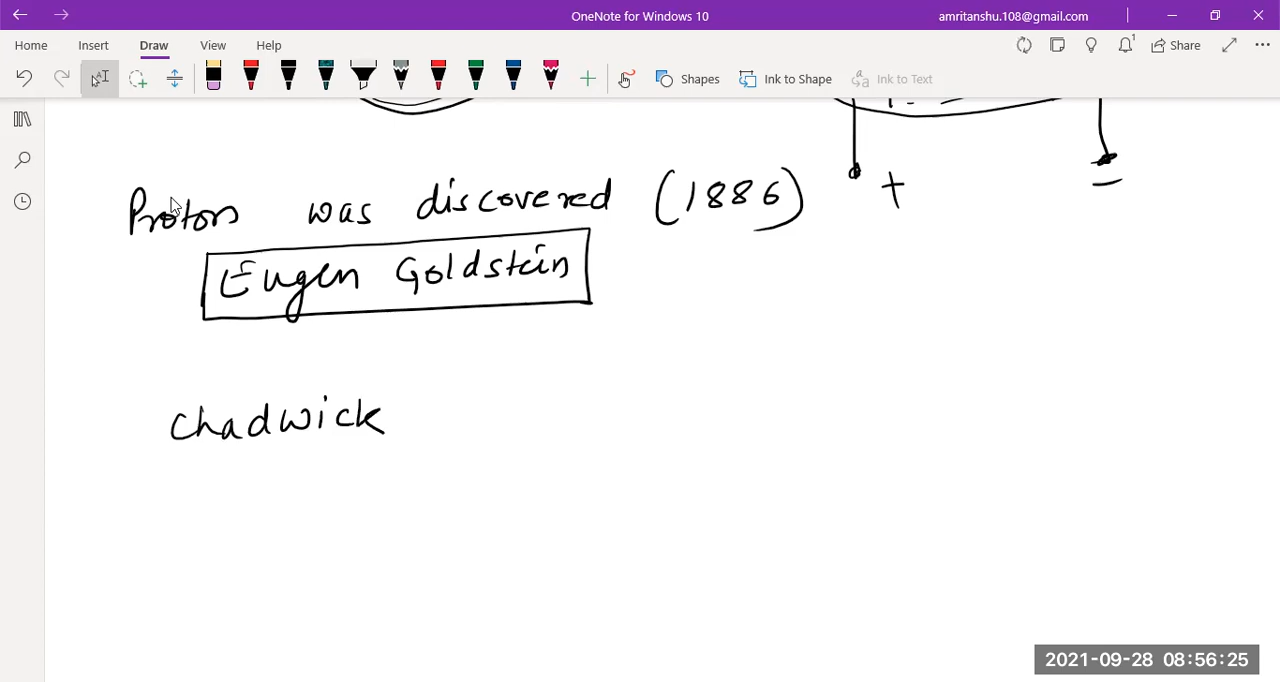 OneNote for Windows 10
amritanshu.108@gmail.com
Home Insert Draw View Help
1 Share
Shapes Ink to Shape Ink to Text
+ −
Proton was discovered (1886)
Eugen Goldstein
Chadwick
2021-09-28 08:56:25